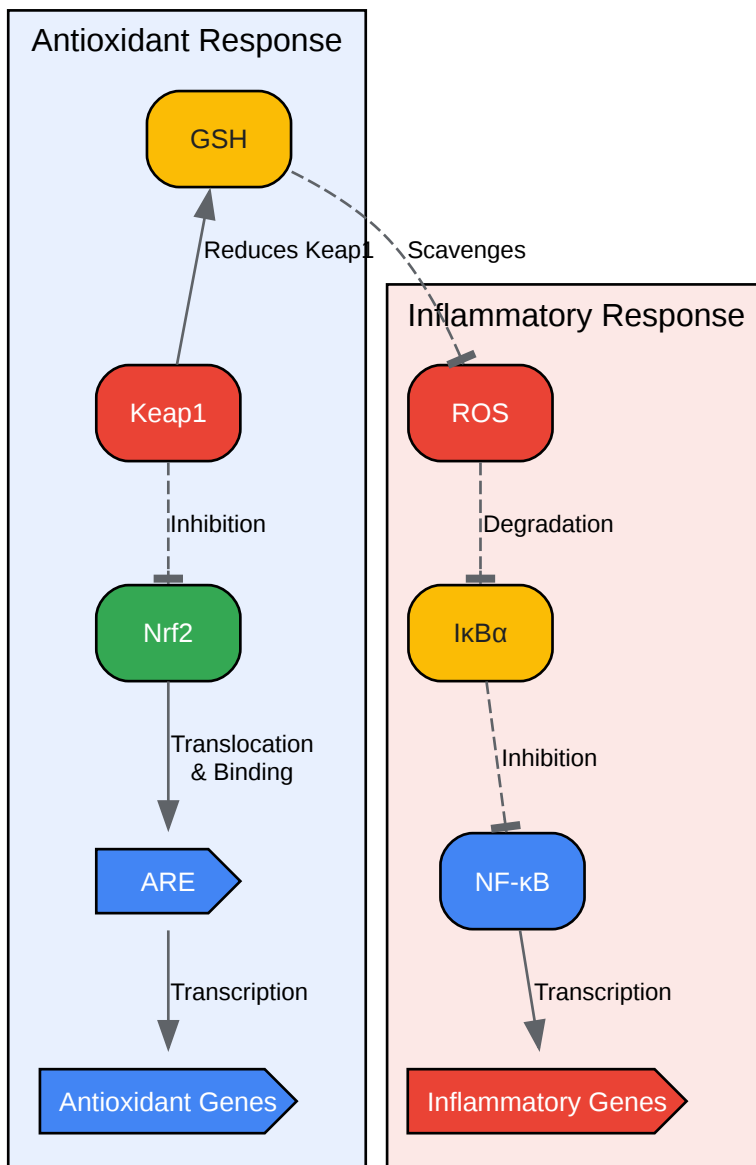 Antioxidant Response
GSH
Reduces Keap1
Scavenges
Inflammatory Response
Keap1
ROS
Inhibition
Degradation
Nrf2
IκBα
Translocation
& Binding
Inhibition
ARE
NF-κB
Transcription
Transcription
Antioxidant Genes
Inflammatory Genes